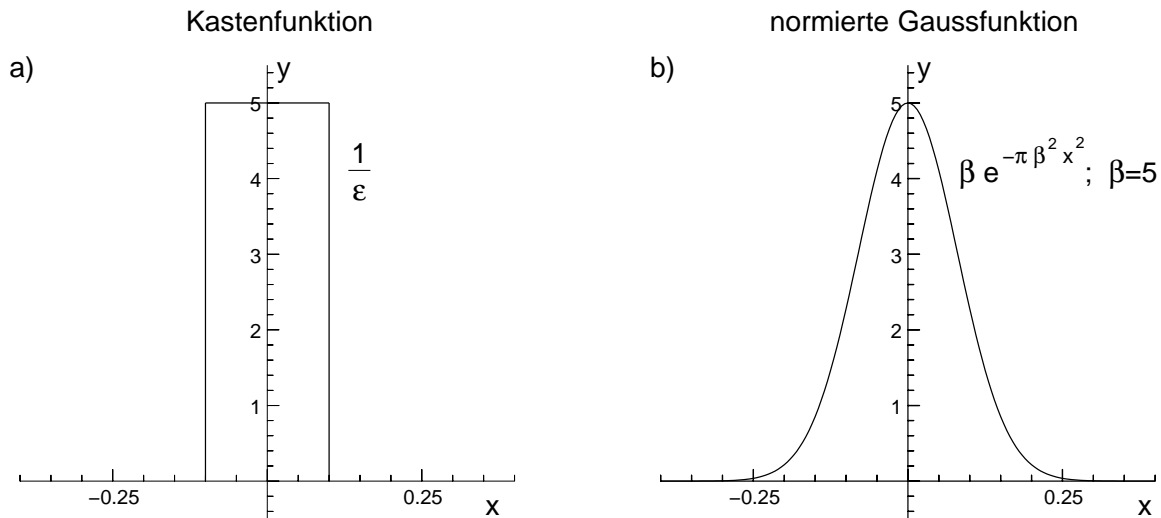 Kastenfunktion
a)
y
5
4
3
2
1
1/ε
−0.25
0.25
x
normierte Gaussfunktion
b)
y
5
4
3
2
1
β e^{−π β² x²}; β=5
−0.25
0.25
x